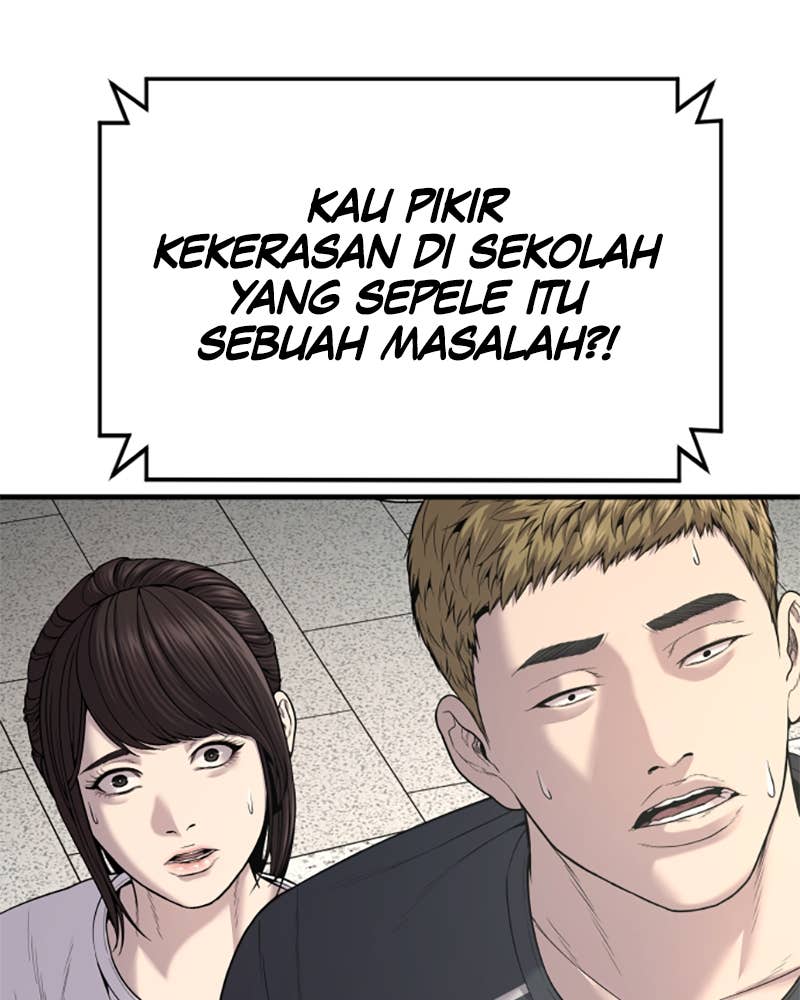 KAU PIKIR
KEKERASAN DI SEKOLAH
YANG SEPELE ITU
SEBUAH MASALAH?!